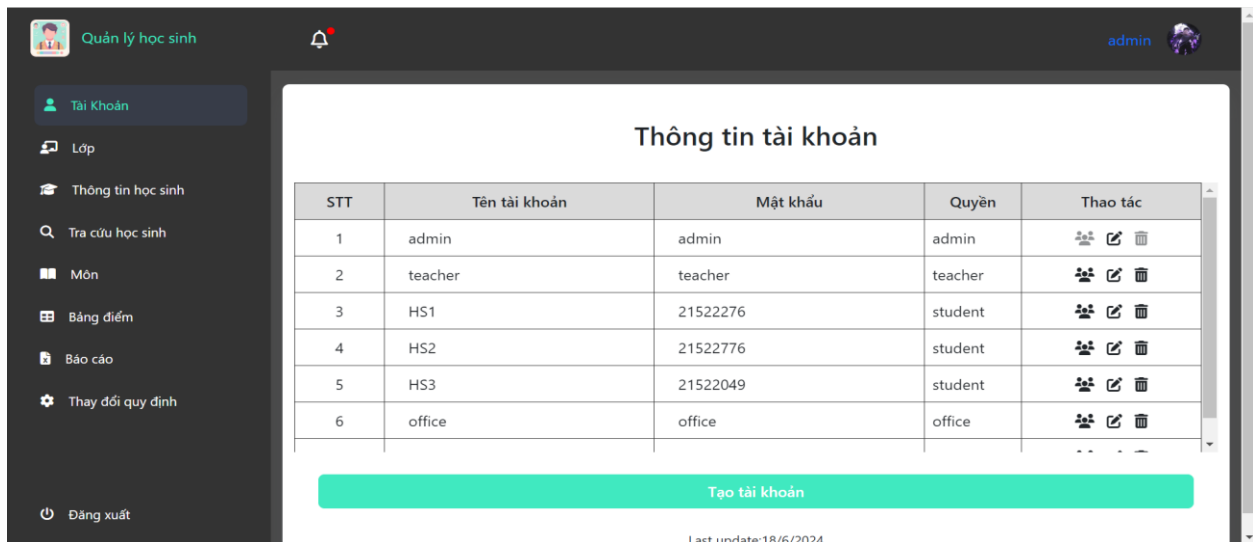 Quản lý học sinh
admin
Tài Khoản
Lớp
Thông tin học sinh
Tra cứu học sinh
Môn
Bảng điểm
Báo cáo
Thay đổi quy định
Đăng xuất
Thông tin tài khoản
STT Tên tài khoản Mật khẩu Quyền Thao tác
1 admin admin admin
2 teacher teacher teacher
3 HS1 21522276 student
4 HS2 21522776 student
5 HS3 21522049 student
6 office office office
Tạo tài khoản
Last update:18/6/2024